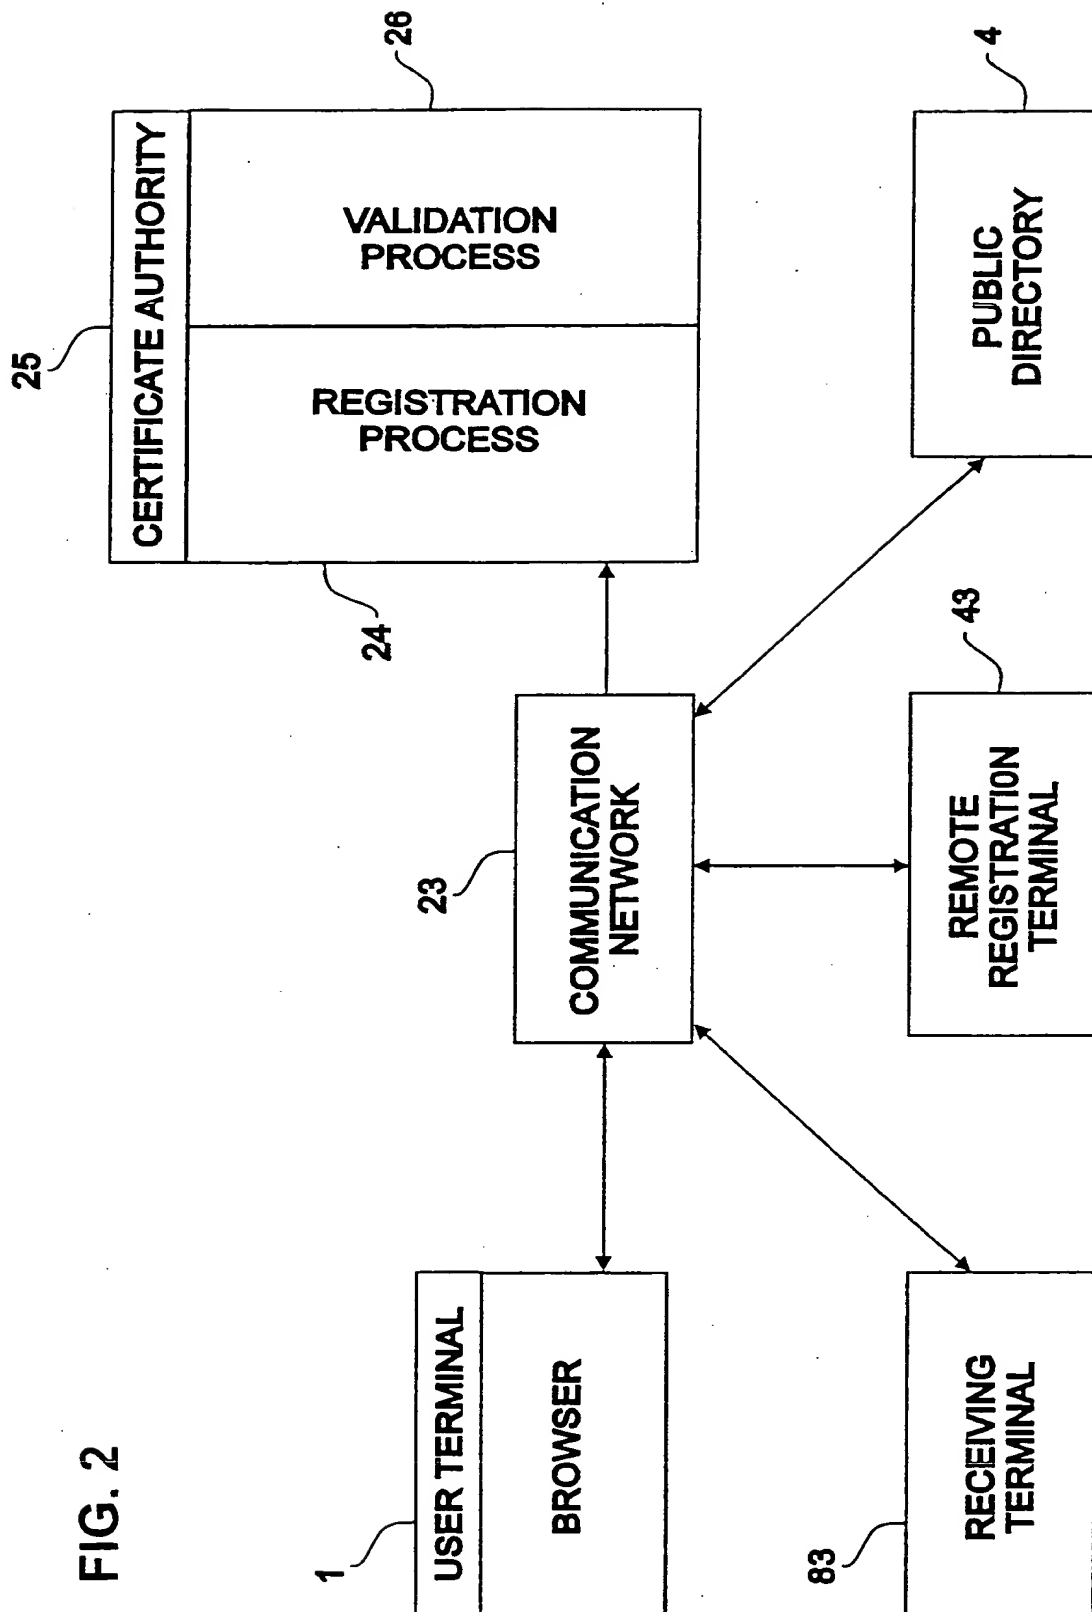 FIG. 2
1
USER TERMINAL
BROWSER
23
COMMUNICATION
NETWORK
25
CERTIFICATE AUTHORITY
24
REGISTRATION
PROCESS
26
VALIDATION
PROCESS
83
RECEIVING
TERMINAL
43
REMOTE
REGISTRATION
TERMINAL
4
PUBLIC
DIRECTORY